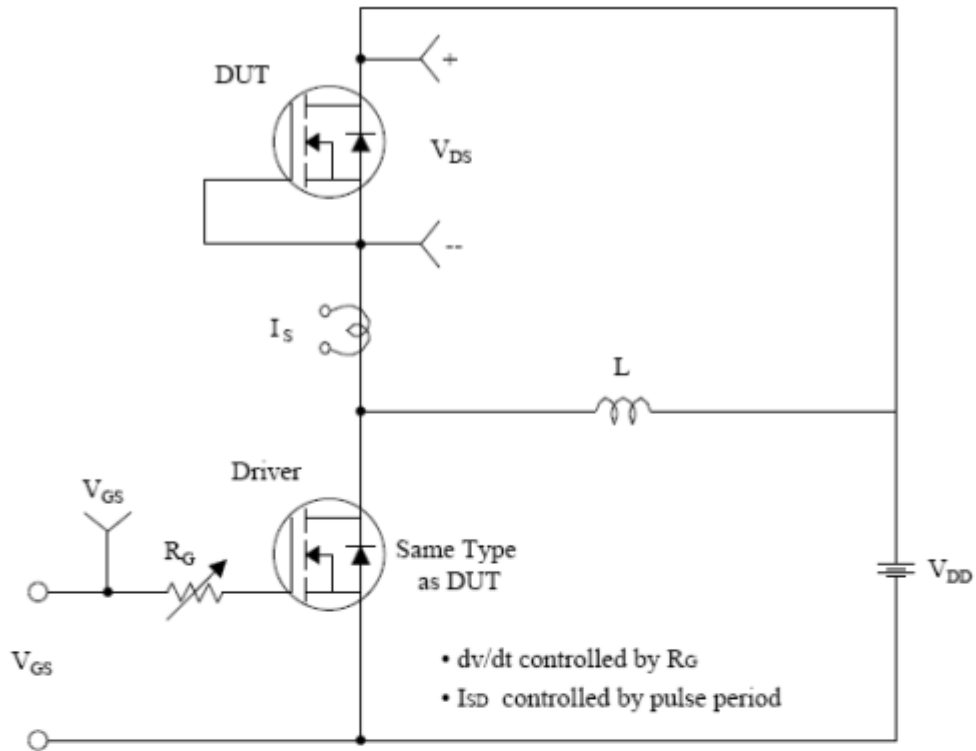 DUT
+
VDS
--
IS
L
Driver
VGS
RG
Same Type
as DUT
VDD
VGS
• dv/dt controlled by RG
• ISD controlled by pulse period